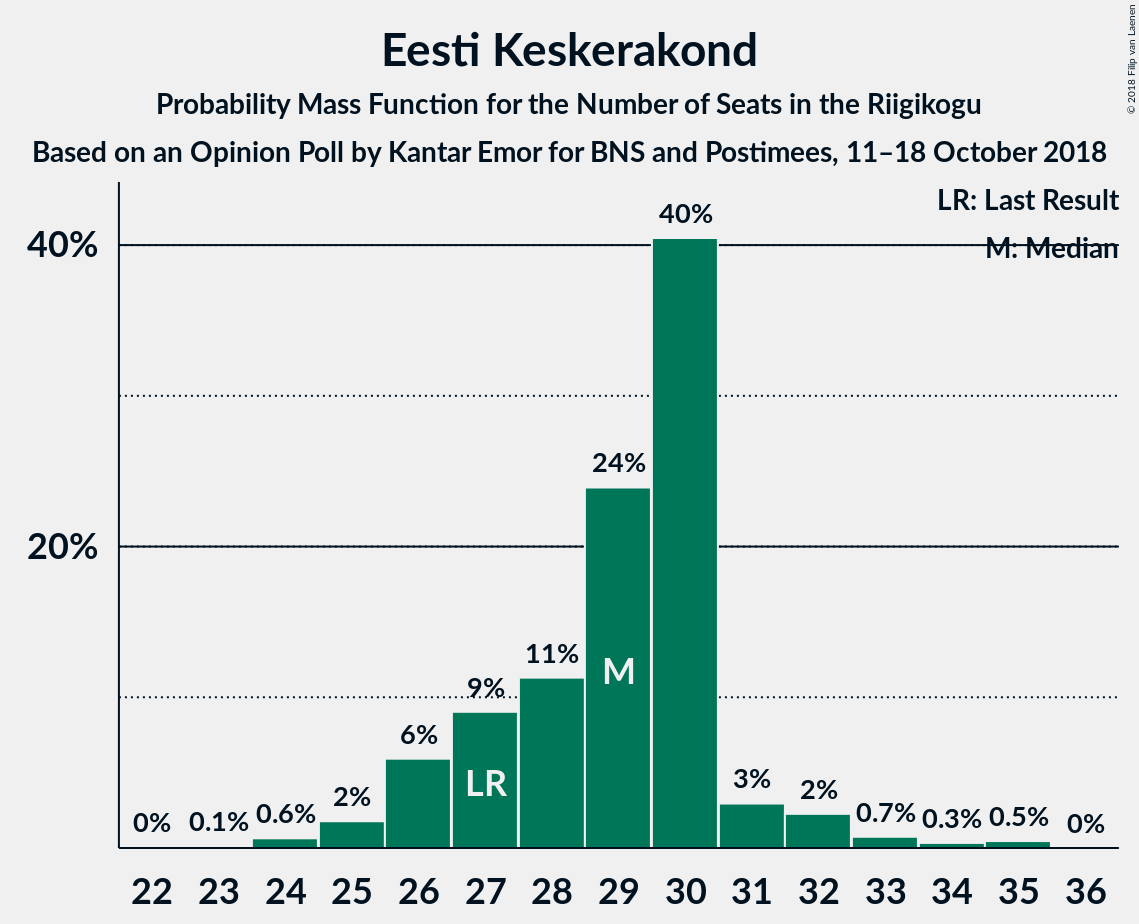 Eesti Keskerakond
Probability Mass Function for the Number of Seats in the Riigikogu
Based on an Opinion Poll by Kantar Emor for BNS and Postimees, 11–18 October 2018
© 2018 Filip van Laenen
LR: Last Result
M: Median
40%
20%
0%
0.1%
0.6%
2%
6%
9%
11%
24%
40%
3%
2%
0.7%
0.3%
0.5%
0%
LR
M
22 23 24 25 26 27 28 29 30 31 32 33 34 35 36